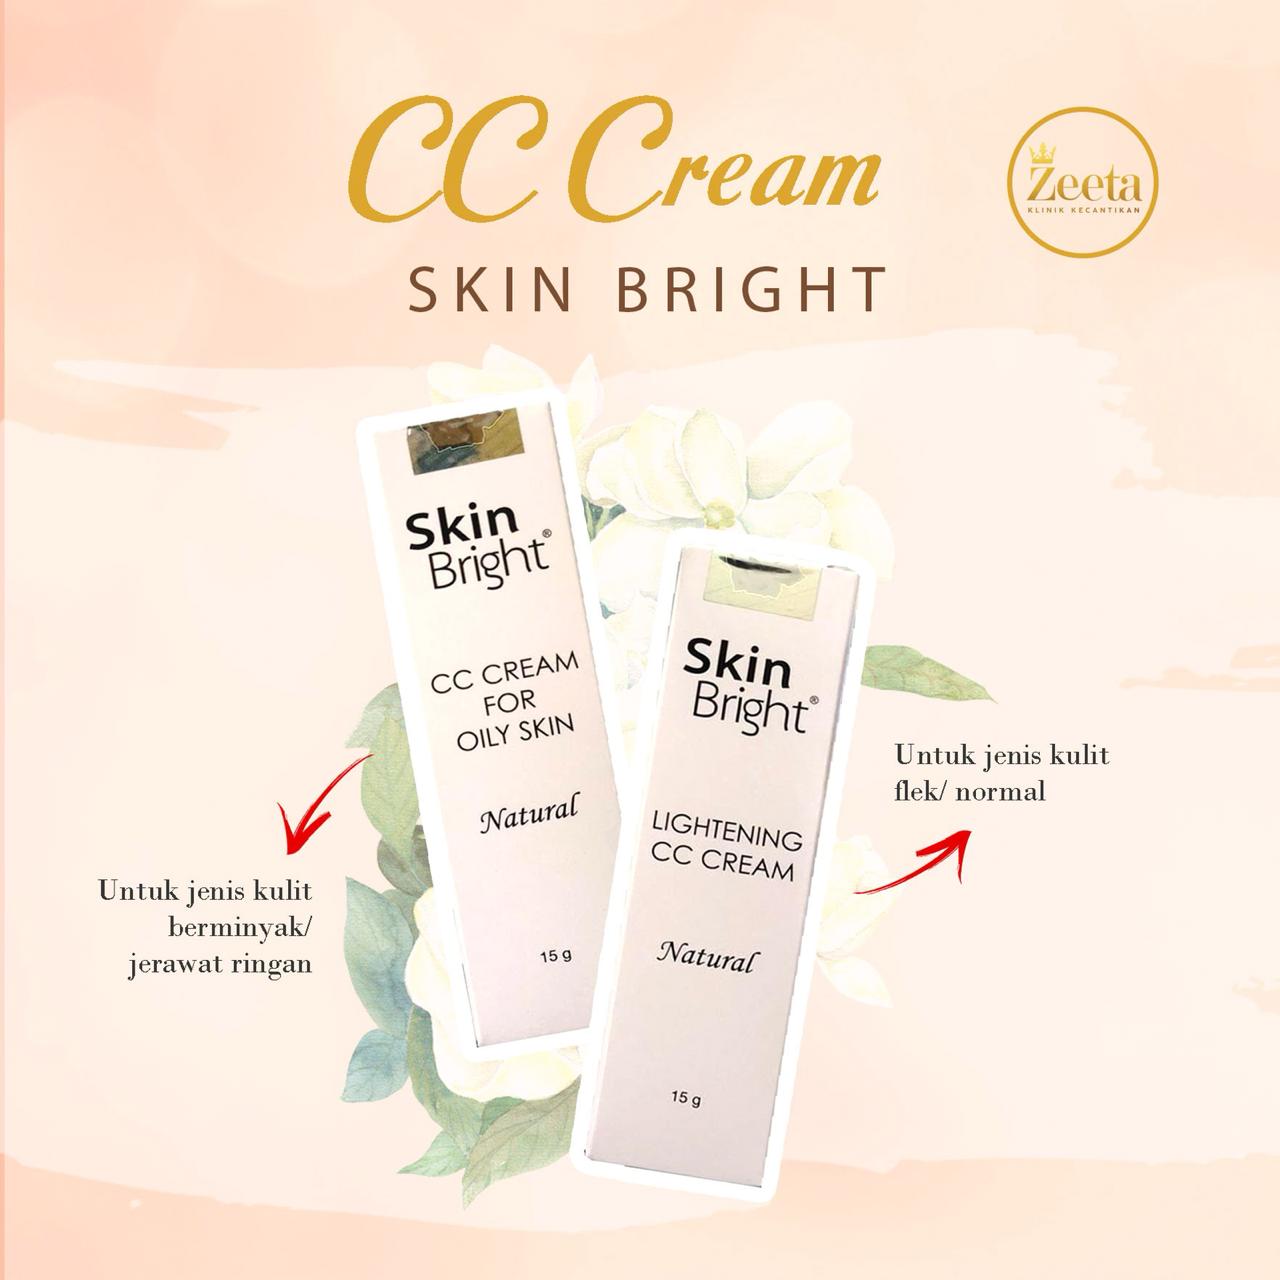 CC Cream
SKIN BRIGHT
Zeeta
KLINIK KECANTIKAN
Skin
Bright®
CC CREAM
FOR
OILY SKIN
Natural
15 g
Skin
Bright®
LIGHTENING
CC CREAM
Natural
15 g
Untuk jenis kulit
berminyak/
jerawat ringan
Untuk jenis kulit
flek/ normal